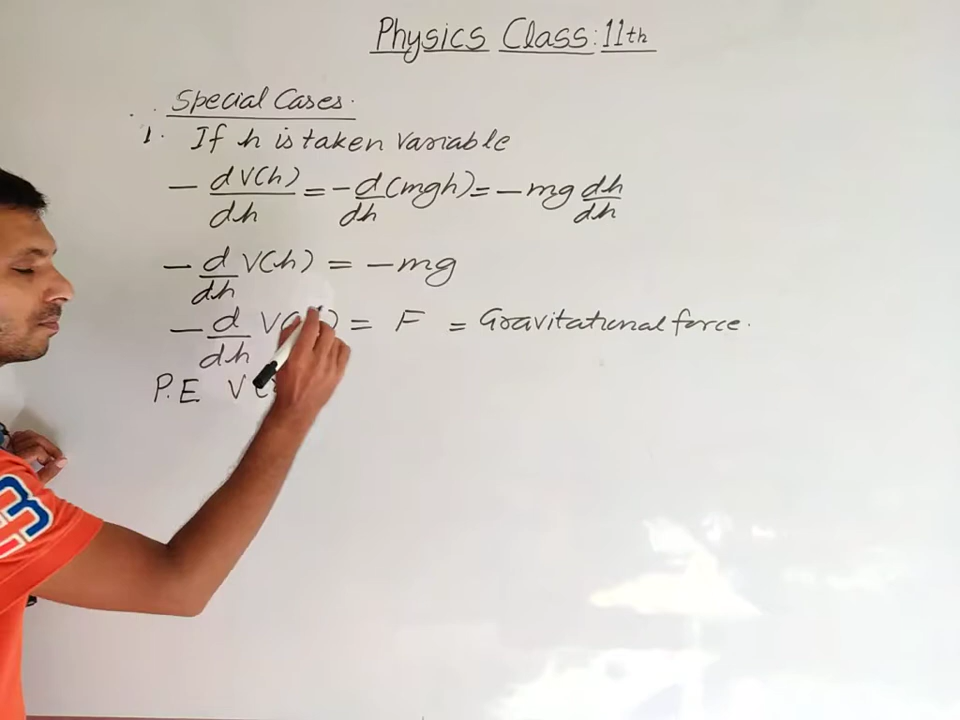 Physics Class: 11th
Special Cases.
1. If h is taken variable
- dV(h)/dh = - d/dh (mgh) = - mg dh/dh
- d/dh V(h) = - mg
- d/dh V( ) = F = Gravitational force.
P.E V(
3